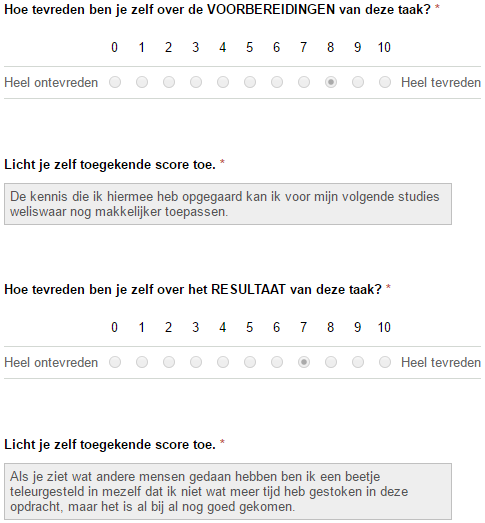 Hoe tevreden ben je zelf over de VOORBEREIDINGEN van deze taak? *
0 1 2 3 4 5 6 7 8 9 10
Heel ontevreden Heel tevreden
Licht je zelf toegekende score toe. *
De kennis die ik hiermee heb opgegaard kan ik voor mijn volgende studies
weliswaar nog makkelijker toepassen.
Hoe tevreden ben je zelf over het RESULTAAT van deze taak? *
0 1 2 3 4 5 6 7 8 9 10
Heel ontevreden Heel tevreden
Licht je zelf toegekende score toe. *
Als je ziet wat andere mensen gedaan hebben ben ik een beetje
teleurgesteld in mezelf dat ik niet wat meer tijd heb gestoken in deze
opdracht, maar het is al bij al nog goed gekomen.